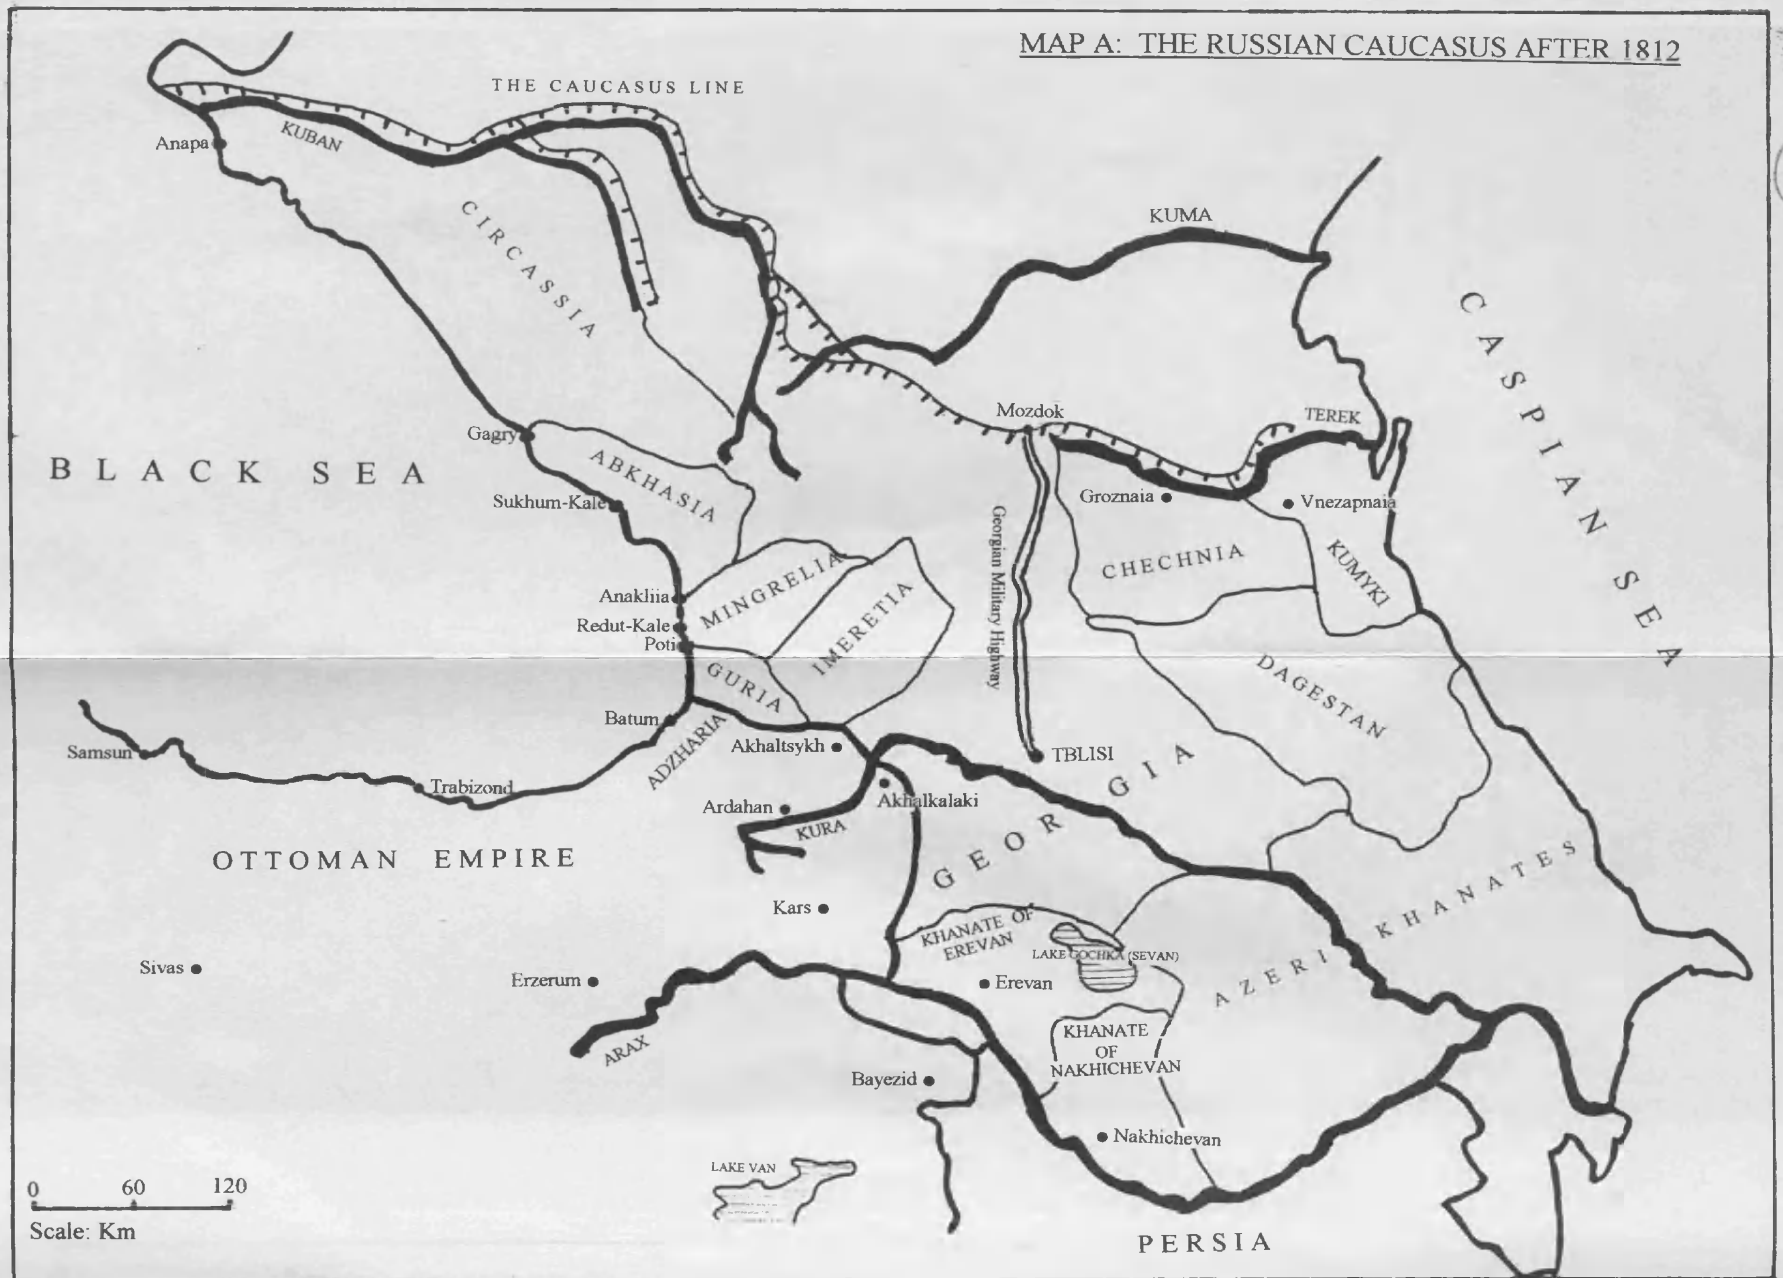 MAP A: THE RUSSIAN CAUCASUS AFTER 1812
THE CAUCASUS LINE
Anapa
KUBAN
CIRCASSIA
KUMA
CASPIAN SEA
Mozdok
TEREK
Gagry
ABKHASIA
BLACK SEA
Sukhum-Kale
Groznaia
Vnezapnaia
Georgian Military Highway
CHECHNIA
KUMYKI
Anakliia
MINGRELIA
Redut-Kale
IMERETIA
Poti
GURIA
DAGESTAN
Batum
ADZHARIA
Akhaltsykh
Samsun
TBLISI
Trabizond
Akhalkalaki
Ardahan
KURA
GEORGIA
OTTOMAN EMPIRE
AZERI KHANATES
Kars
KHANATE OF
EREVAN
LAKE GOCHKA (SEVAN)
Sivas
Erzerum
Erevan
ARAX
KHANATE
OF
NAKHICHEVAN
Bayezid
Nakhichevan
LAKE VAN
0 60 120
Scale: Km
PERSIA